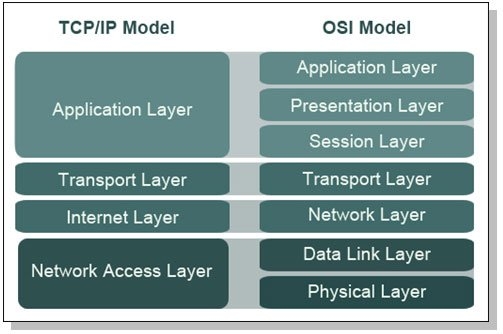 TCP/IP Model
OSI Model
Application Layer
Transport Layer
Internet Layer
Network Access Layer
Application Layer
Presentation Layer
Session Layer
Transport Layer
Network Layer
Data Link Layer
Physical Layer